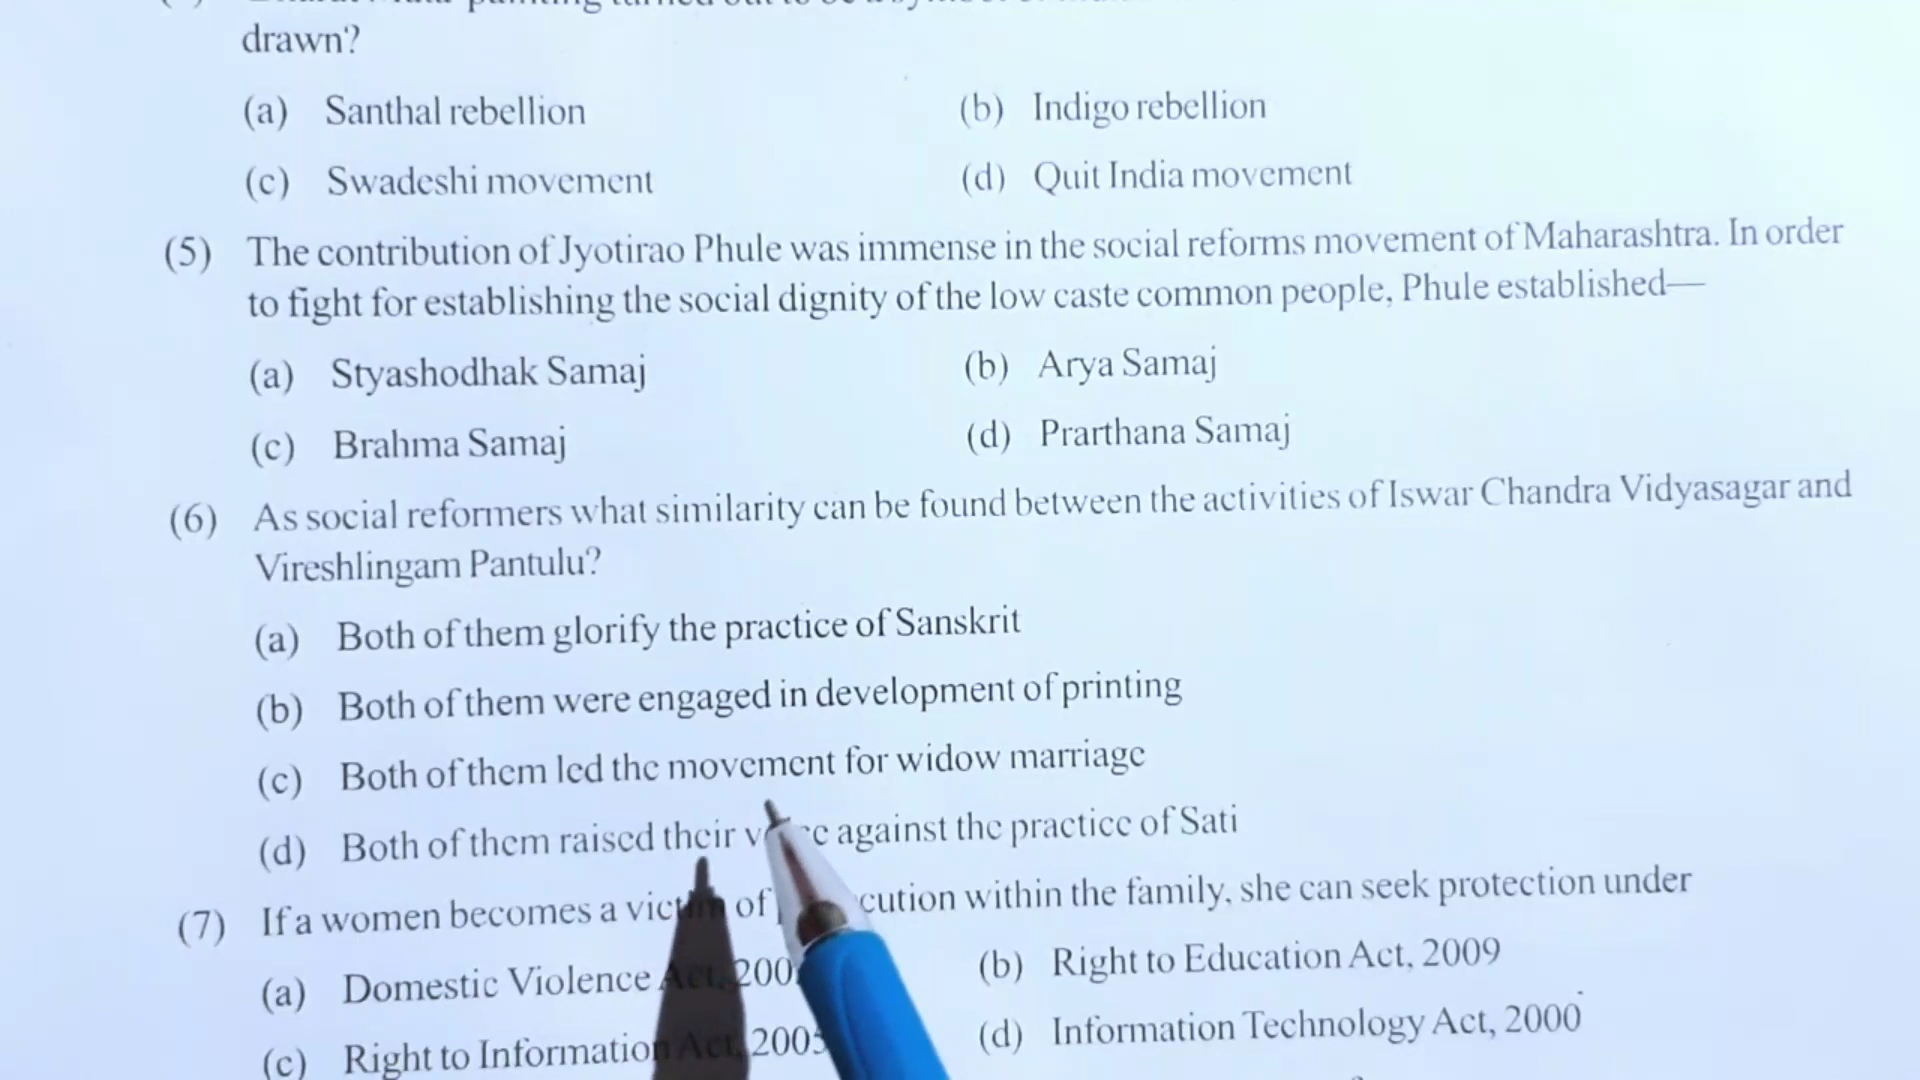 drawn?
(a) Santhal rebellion (b) Indigo rebellion
(c) Swadeshi movement (d) Quit India movement
(5) The contribution of Jyotirao Phule was immense in the social reforms movement of Maharashtra. In order
to fight for establishing the social dignity of the low caste common people, Phule established—
(a) Styashodhak Samaj (b) Arya Samaj
(c) Brahma Samaj (d) Prarthana Samaj
(6) As social reformers what similarity can be found between the activities of Iswar Chandra Vidyasagar and
Vireshlingam Pantulu?
(a) Both of them glorify the practice of Sanskrit
(b) Both of them were engaged in development of printing
(c) Both of them led the movement for widow marriage
(d) Both of them raised their against the practice of Sati
(7) If a women becomes a of within the family, she can seek protection under
(a) Domestic Violence Act, (b) Right to Education Act, 2009
(c) Right to Information Act, 2005 (d) Information Technology Act, 2000